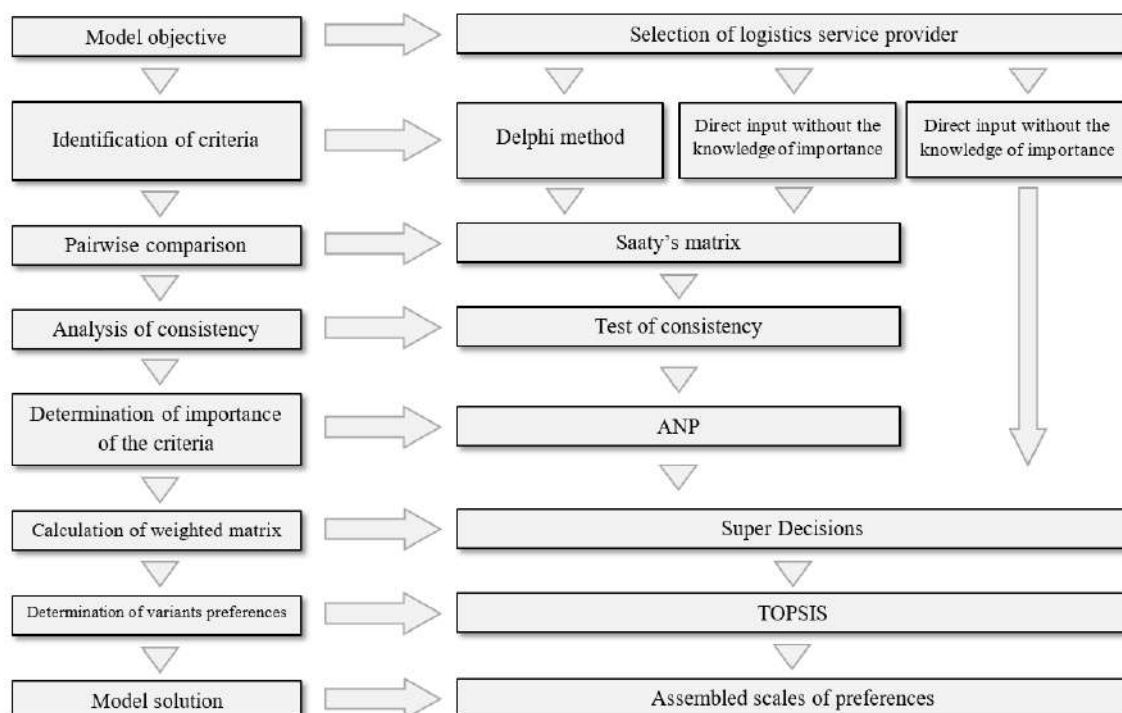 Model objective
Selection of logistics service provider
Identification of criteria
Delphi method
Direct input without the
knowledge of importance
Direct input without the
knowledge of importance
Pairwise comparison
Saaty’s matrix
Analysis of consistency
Test of consistency
Determination of importance
of the criteria
ANP
Calculation of weighted matrix
Super Decisions
Determination of variants preferences
TOPSIS
Model solution
Assembled scales of preferences